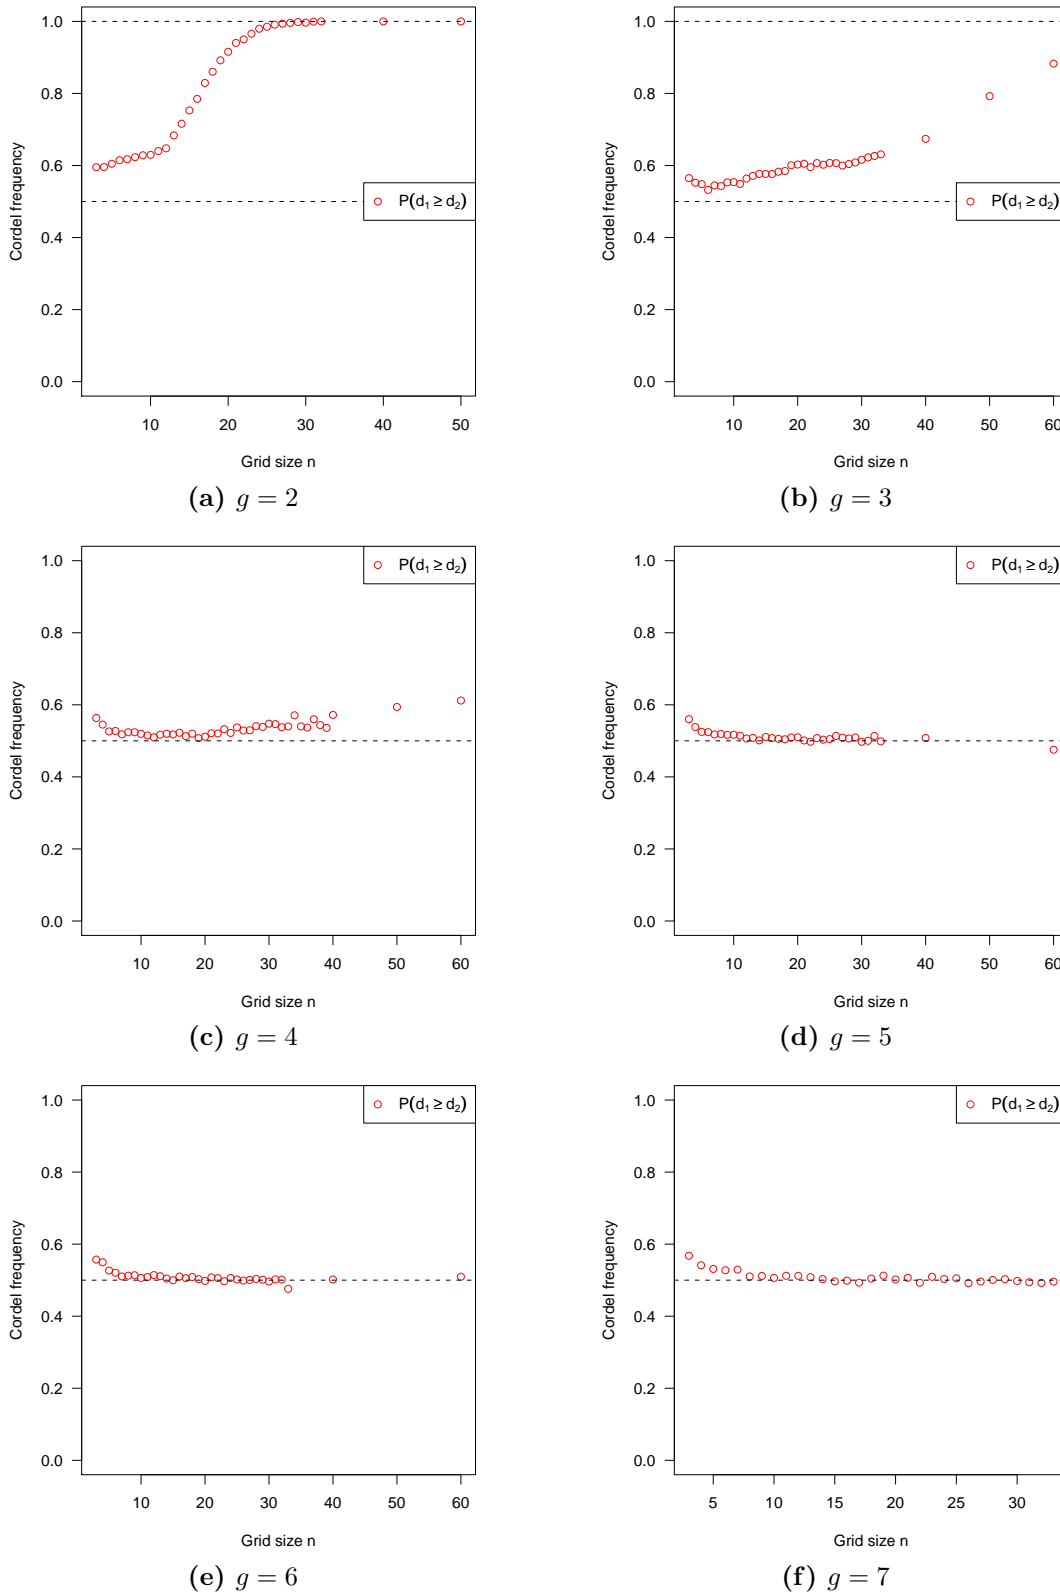 1.0
0.8
0.6
0.4
0.2
0.0
Cordel frequency
P(d₁ ≥ d₂)
10 20 30 40 50
Grid size n
(a) g = 2
1.0
0.8
0.6
0.4
0.2
0.0
Cordel frequency
P(d₁ ≥ d₂)
10 20 30 40 50 60
Grid size n
(b) g = 3
1.0
0.8
0.6
0.4
0.2
0.0
Cordel frequency
P(d₁ ≥ d₂)
10 20 30 40 50 60
Grid size n
(c) g = 4
1.0
0.8
0.6
0.4
0.2
0.0
Cordel frequency
P(d₁ ≥ d₂)
10 20 30 40 50 60
Grid size n
(d) g = 5
1.0
0.8
0.6
0.4
0.2
0.0
Cordel frequency
P(d₁ ≥ d₂)
10 20 30 40 50 60
Grid size n
(e) g = 6
1.0
0.8
0.6
0.4
0.2
0.0
Cordel frequency
P(d₁ ≥ d₂)
5 10 15 20 25 30
Grid size n
(f) g = 7